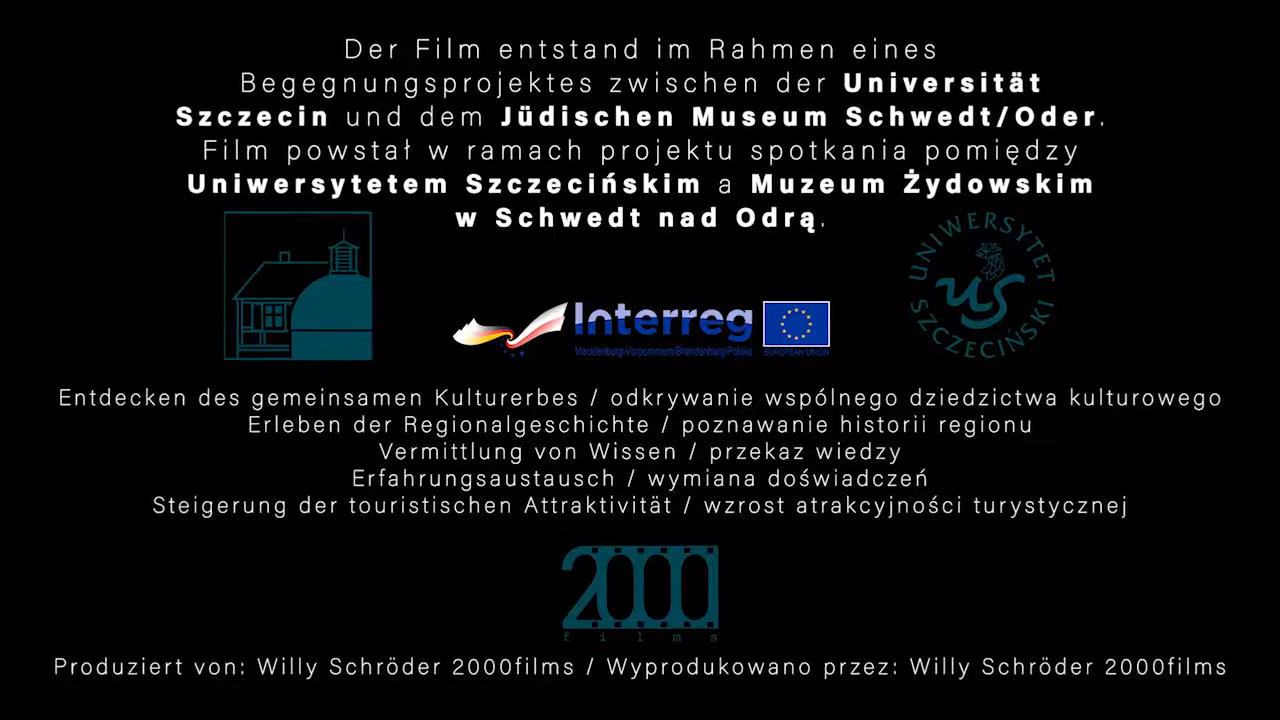 Der Film entstand im Rahmen eines
Begegnungsprojektes zwischen der Universität
Szczecin und dem Jüdischen Museum Schwedt/Oder.
Film powstał w ramach projektu spotkania pomiędzy
Uniwersytetem Szczecińskim a Muzeum Żydowskim
w Schwedt nad Odrą.
UNIWERSYTET
US
SZCZECIŃSKI
Interreg
Mecklenburg-Vorpommern/Brandenburg/Polska
EUROPEAN UNION
Entdecken des gemeinsamen Kulturerbes / odkrywanie wspólnego dziedzictwa kulturowego
Erleben der Regionalgeschichte / poznawanie historii regionu
Vermittlung von Wissen / przekaz wiedzy
Erfahrungsaustausch / wymiana doświadczeń
Steigerung der touristischen Attraktivität / wzrost atrakcyjności turystycznej
2000
films
Produziert von: Willy Schröder 2000films / Wyprodukowano przez: Willy Schröder 2000films